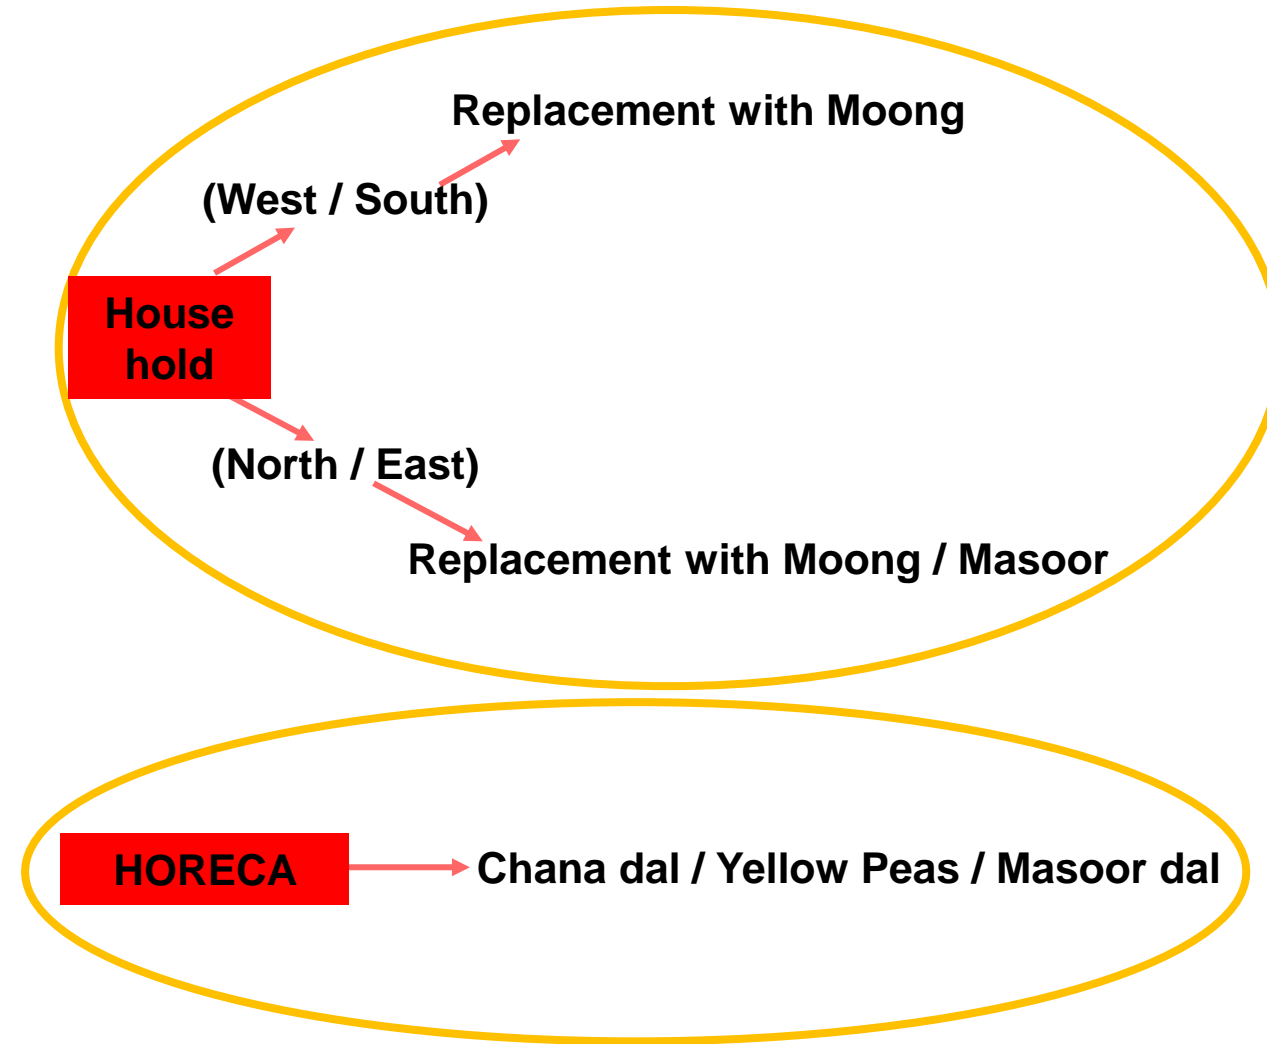 Replacement with Moong
(West / South)
House
hold
(North / East)
Replacement with Moong / Masoor
HORECA
Chana dal / Yellow Peas / Masoor dal